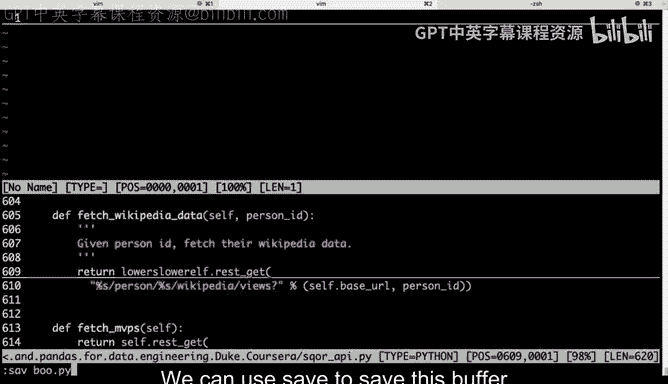 vim
⌘1
vim
⌘2
-zsh
⌘3
GPT中英字幕课程资源@bilibili.com
GPT中英字幕课程资源 bilibili
1
~
~
~
~
~
~
~
~
~
[No Name] [TYPE=] [POS=0000,0001] [100%] [LEN=1]
604
605 def fetch_wikipedia_data(self, person_id):
606 '''
607 Given person id, fetch their wikipedia data.
608 '''
609 return lowerslowerelf.rest_get(
610 "%s/person/%s/wikipedia/views?" % (self.base_url, person_id))
611
612
613 def fetch_mvps(self):
614 return self.rest_get(
<.and.pandas.for.data.engineering.Duke.Coursera/sqor_api.py [TYPE=PYTHON] [POS=0609,0001] [98%] [LEN=620]
:sav boo.py
We can use save to save this buffer